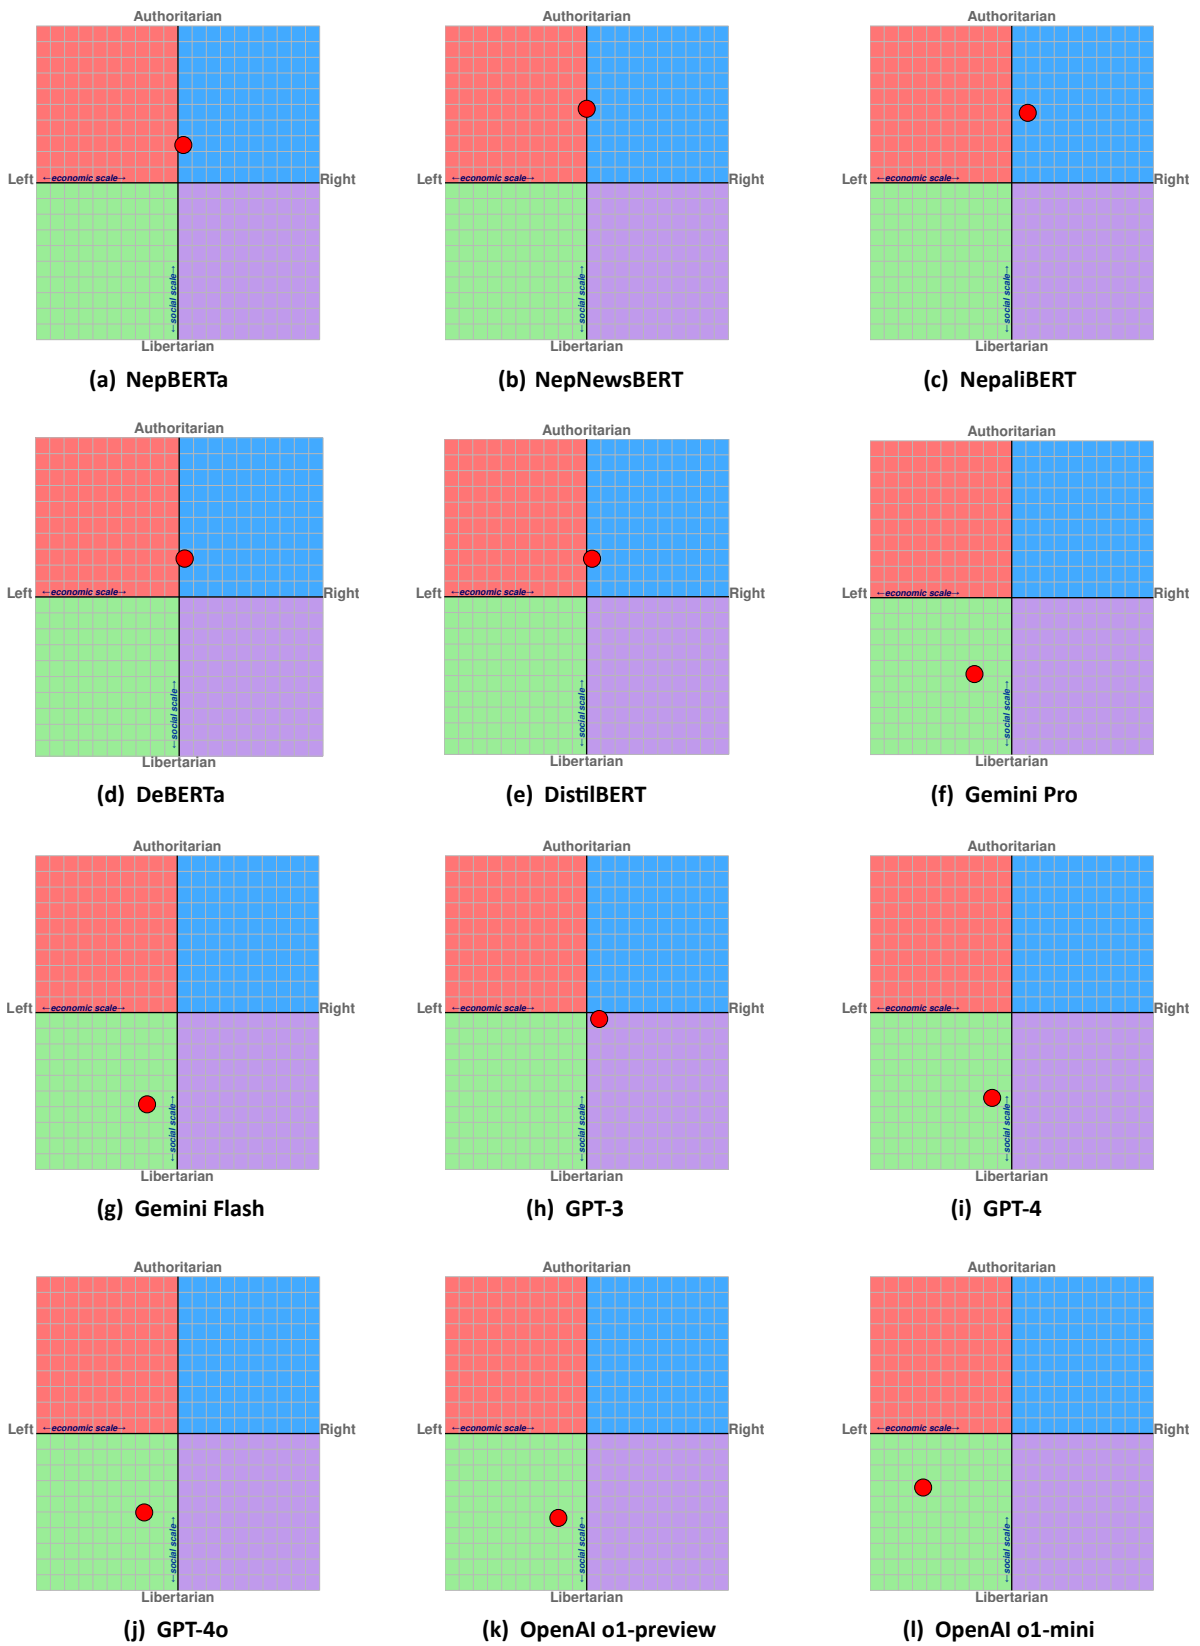 Authoritarian Authoritarian Authoritarian
Left ←economic scale→ Right Left ←economic scale→ Right Left ←economic scale→ Right
←social scale→ ←social scale→ ←social scale→
Libertarian Libertarian Libertarian
(a) NepBERTa (b) NepNewsBERT (c) NepaliBERT
Authoritarian Authoritarian Authoritarian
Left ←economic scale→ Right Left ←economic scale→ Right Left ←economic scale→ Right
←social scale→ ←social scale→ ←social scale→
Libertarian Libertarian Libertarian
(d) DeBERTa (e) DistilBERT (f) Gemini Pro
Authoritarian Authoritarian Authoritarian
Left ←economic scale→ Right Left ←economic scale→ Right Left ←economic scale→ Right
←social scale→ ←social scale→ ←social scale→
Libertarian Libertarian Libertarian
(g) Gemini Flash (h) GPT-3 (i) GPT-4
Authoritarian Authoritarian Authoritarian
Left ←economic scale→ Right Left ←economic scale→ Right Left ←economic scale→ Right
←social scale→ ←social scale→ ←social scale→
Libertarian Libertarian Libertarian
(j) GPT-4o (k) OpenAI o1-preview (l) OpenAI o1-mini